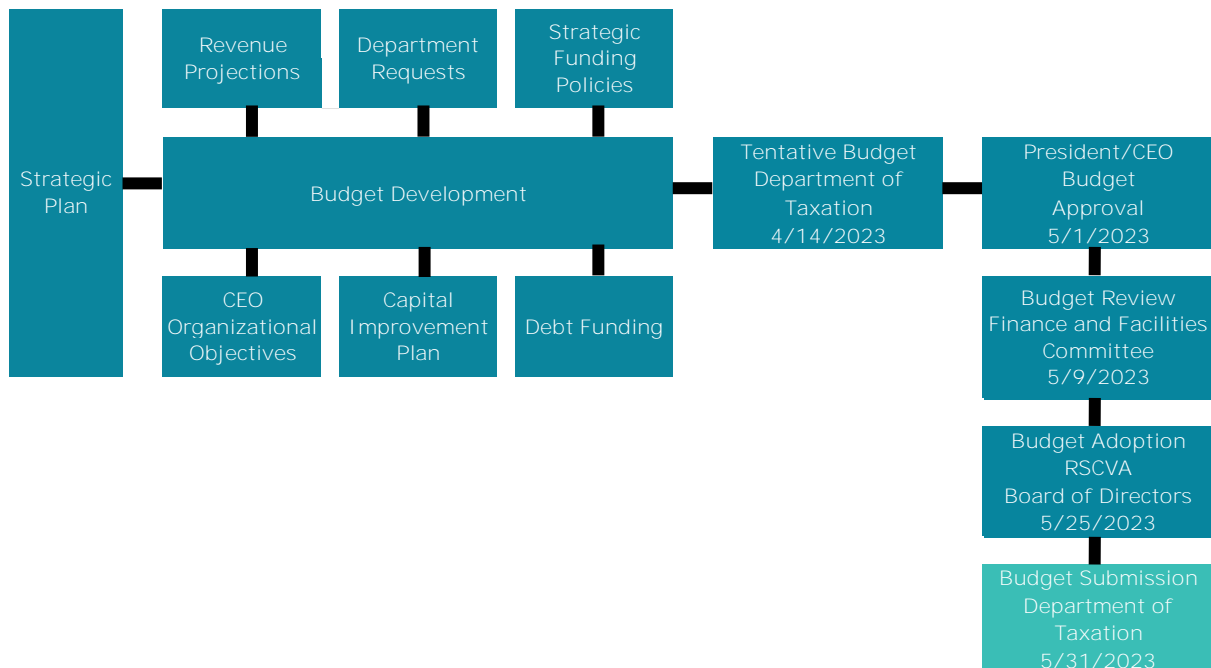 Strategic
Plan
Revenue
Projections
Department
Requests
Strategic
Funding
Policies
Budget Development
CEO
Organizational
Objectives
Capital
Improvement
Plan
Debt Funding
Tentative Budget
Department of
Taxation
4/14/2023
President/CEO
Budget
Approval
5/1/2023
Budget Review
Finance and Facilities
Committee
5/9/2023
Budget Adoption
RSCVA
Board of Directors
5/25/2023
Budget Submission
Department of
Taxation
5/31/2023